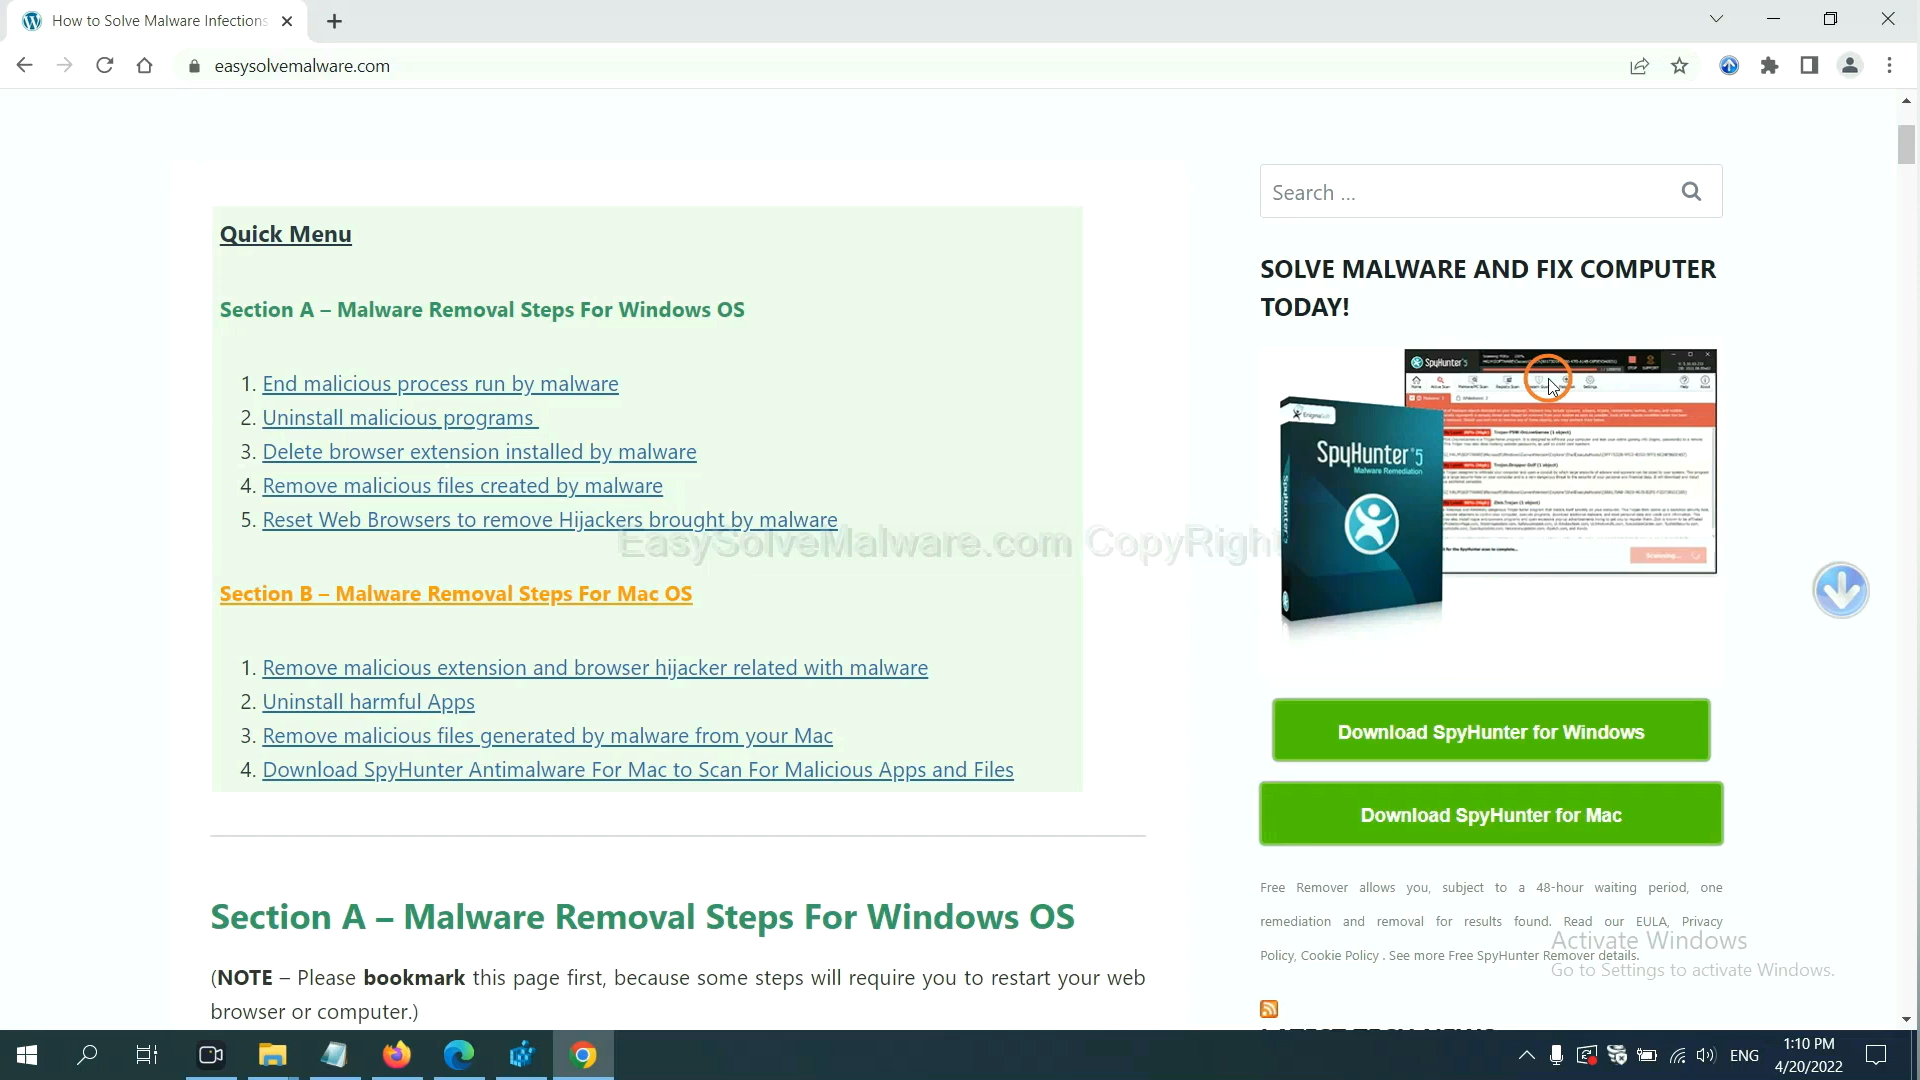 How to Solve Malware Infections
easysolvemalware.com
Quick Menu
Section A – Malware Removal Steps For Windows OS
1. End malicious process run by malware
2. Uninstall malicious programs
3. Delete browser extension installed by malware
4. Remove malicious files created by malware
5. Reset Web Browsers to remove Hijackers brought by malware
EasySolveMalware.com CopyRigh
Section B – Malware Removal Steps For Mac OS
1. Remove malicious extension and browser hijacker related with malware
2. Uninstall harmful Apps
3. Remove malicious files generated by malware from your Mac
4. Download SpyHunter Antimalware For Mac to Scan For Malicious Apps and Files
Section A – Malware Removal Steps For Windows OS
(NOTE – Please bookmark this page first, because some steps will require you to restart your web
browser or computer.)
Search ...
SOLVE MALWARE AND FIX COMPUTER
TODAY!
SpyHunter 5
EnigmaSoft
SpyHunter 5
Malware Remediation
Download SpyHunter for Windows
Download SpyHunter for Mac
Free Remover allows you, subject to a 48-hour waiting period, one
remediation and removal for results found. Read our EULA, Privacy
Policy, Cookie Policy . See more Free SpyHunter Remover details.
Activate Windows
Go to Settings to activate Windows.
LATEST TECH NEWS
ENG
1:10 PM
4/20/2022